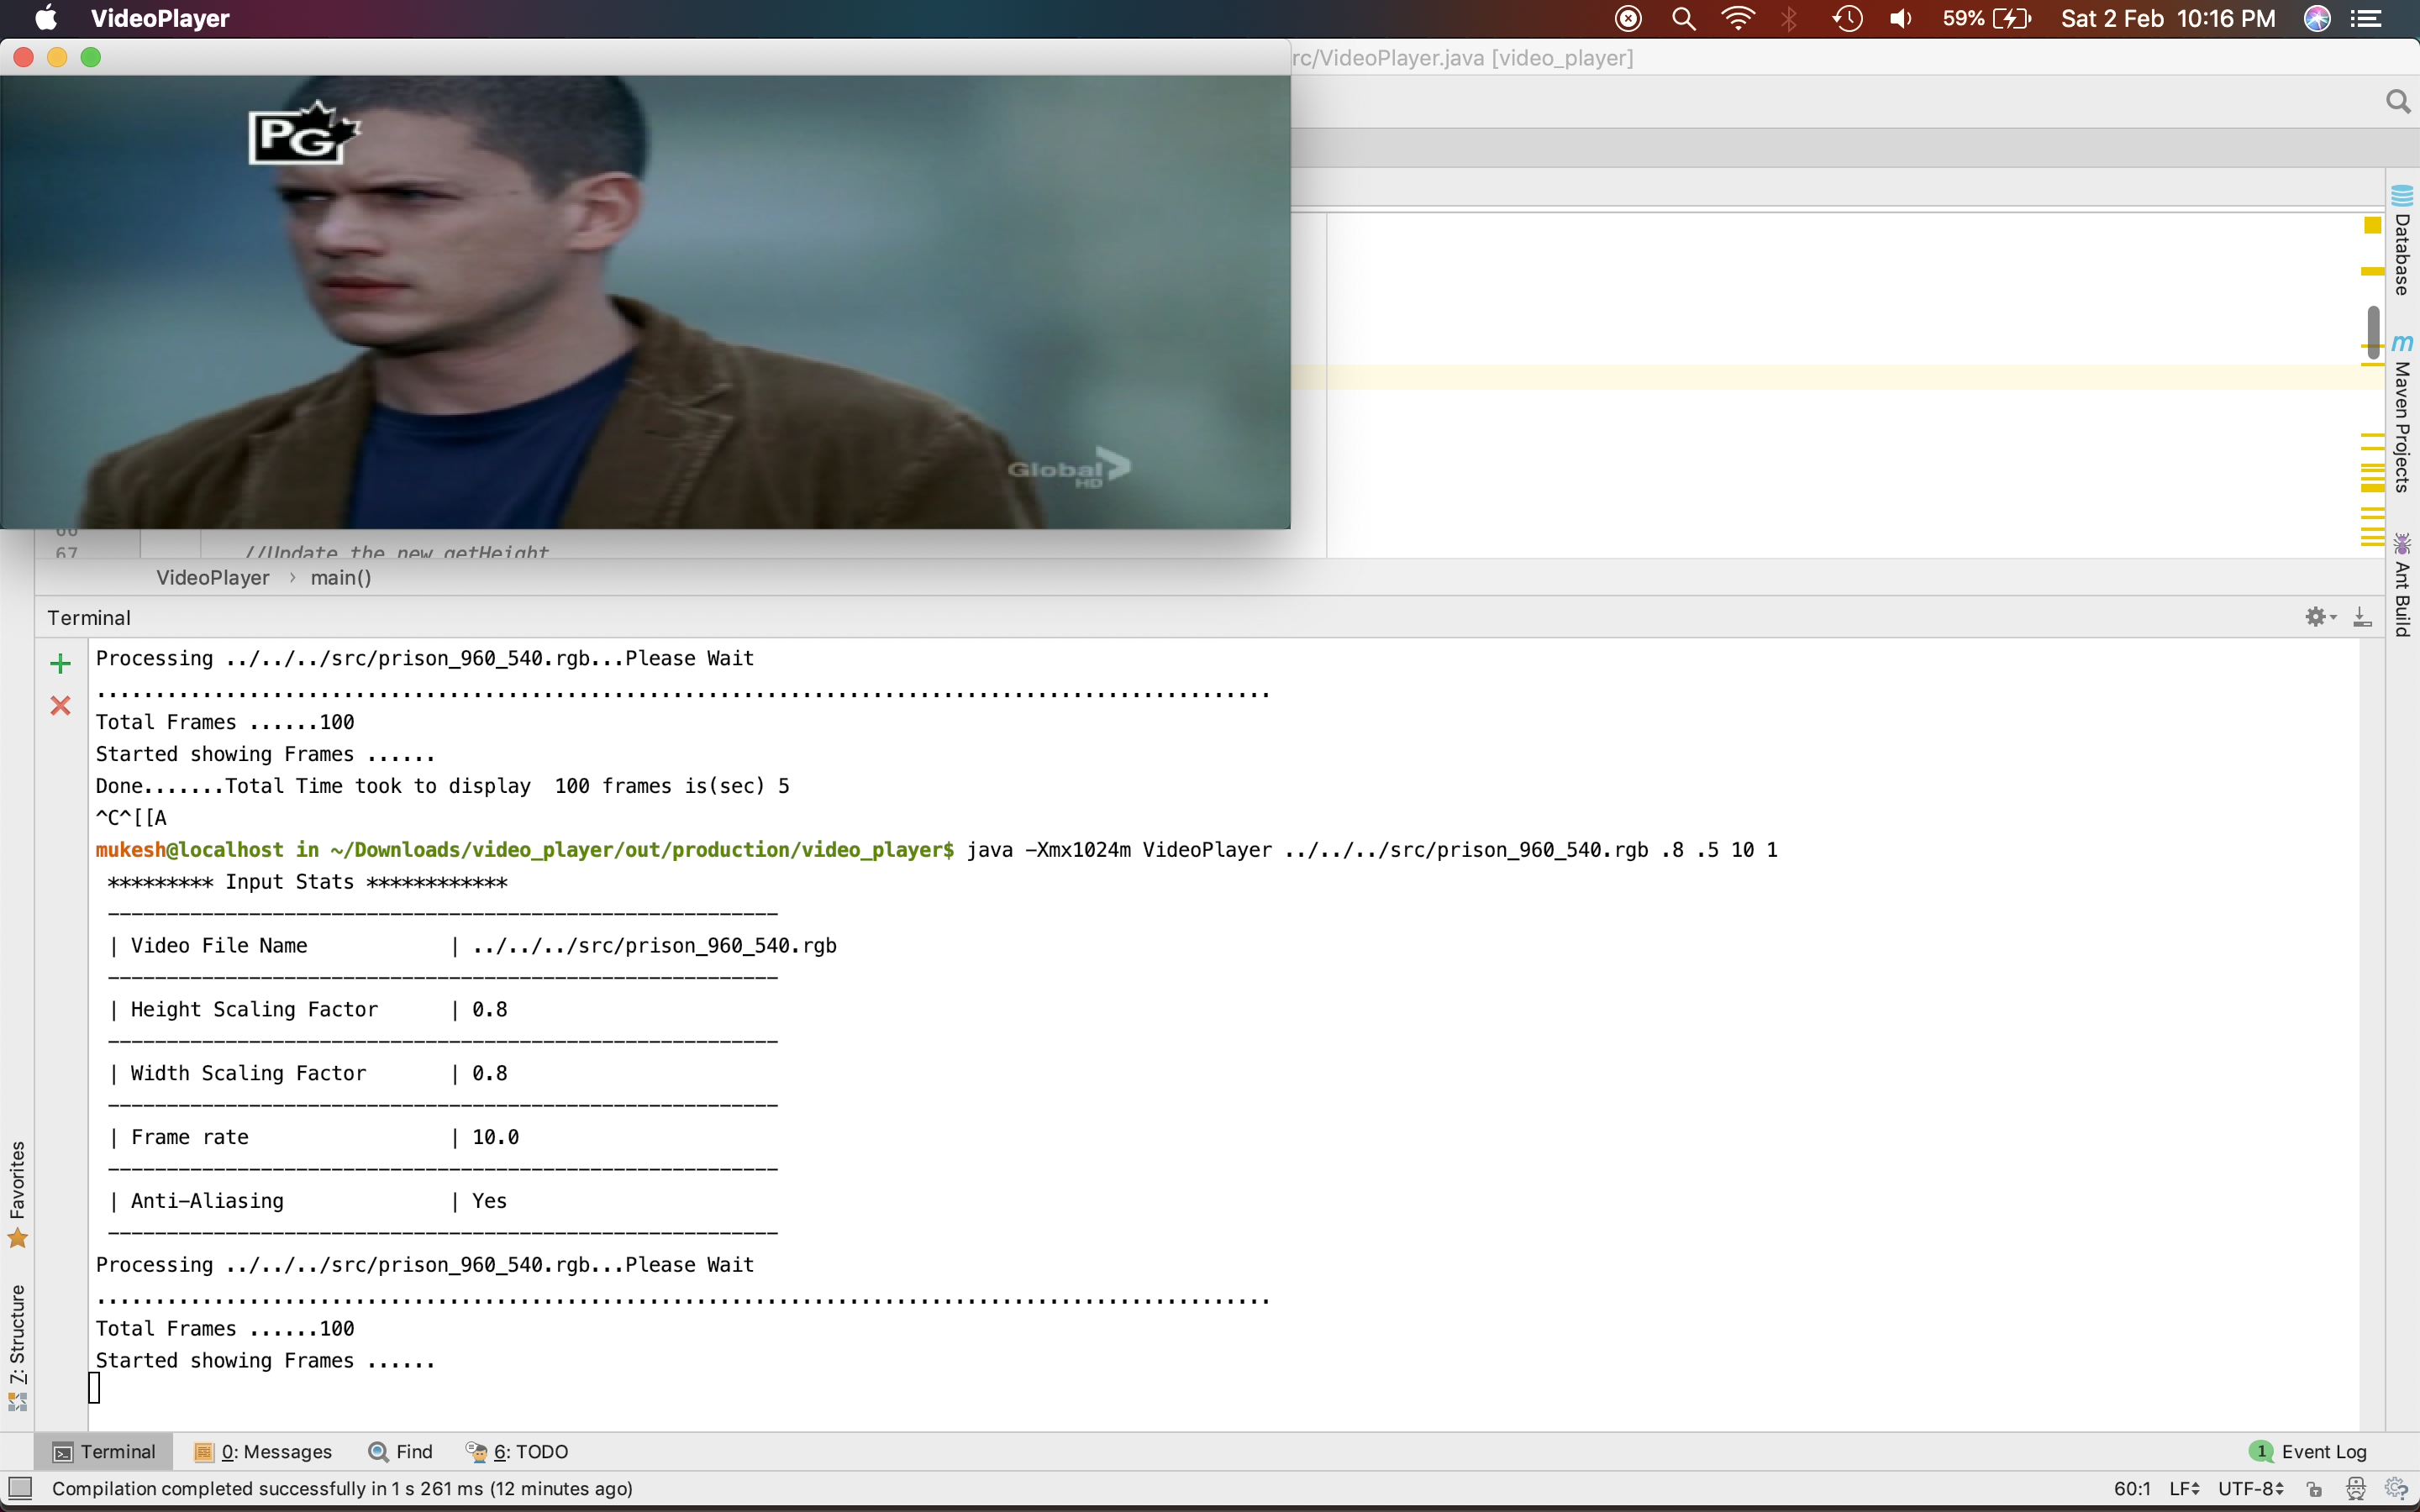 VideoPlayer
59%
Sat 2 Feb 10:16 PM
rc/VideoPlayer.java [video_player]
PG
Global
HD
Database
Maven Projects
Ant Build
66
67 //Update the new getHeight
VideoPlayer › main()
Terminal
Processing ../../../src/prison_960_540.rgb...Please Wait
....................................................................................................
Total Frames ......100
Started showing Frames ......
Done.......Total Time took to display  100 frames is(sec) 5
^C^[[A
mukesh@localhost in ~/Downloads/video_player/out/production/video_player$ java -Xmx1024m VideoPlayer ../../../src/prison_960_540.rgb .8 .5 10 1
********* Input Stats ************
---------------------------------------------------------
| Video File Name | ../../../src/prison_960_540.rgb
---------------------------------------------------------
| Height Scaling Factor | 0.8
---------------------------------------------------------
| Width Scaling Factor | 0.8
---------------------------------------------------------
| Frame rate | 10.0
---------------------------------------------------------
| Anti-Aliasing | Yes
---------------------------------------------------------
Processing ../../../src/prison_960_540.rgb...Please Wait
....................................................................................................
Total Frames ......100
Started showing Frames ......
Favorites
7: Structure
Terminal
0: Messages
Find
6: TODO
1 Event Log
Compilation completed successfully in 1 s 261 ms (12 minutes ago)
60:1 LF UTF-8